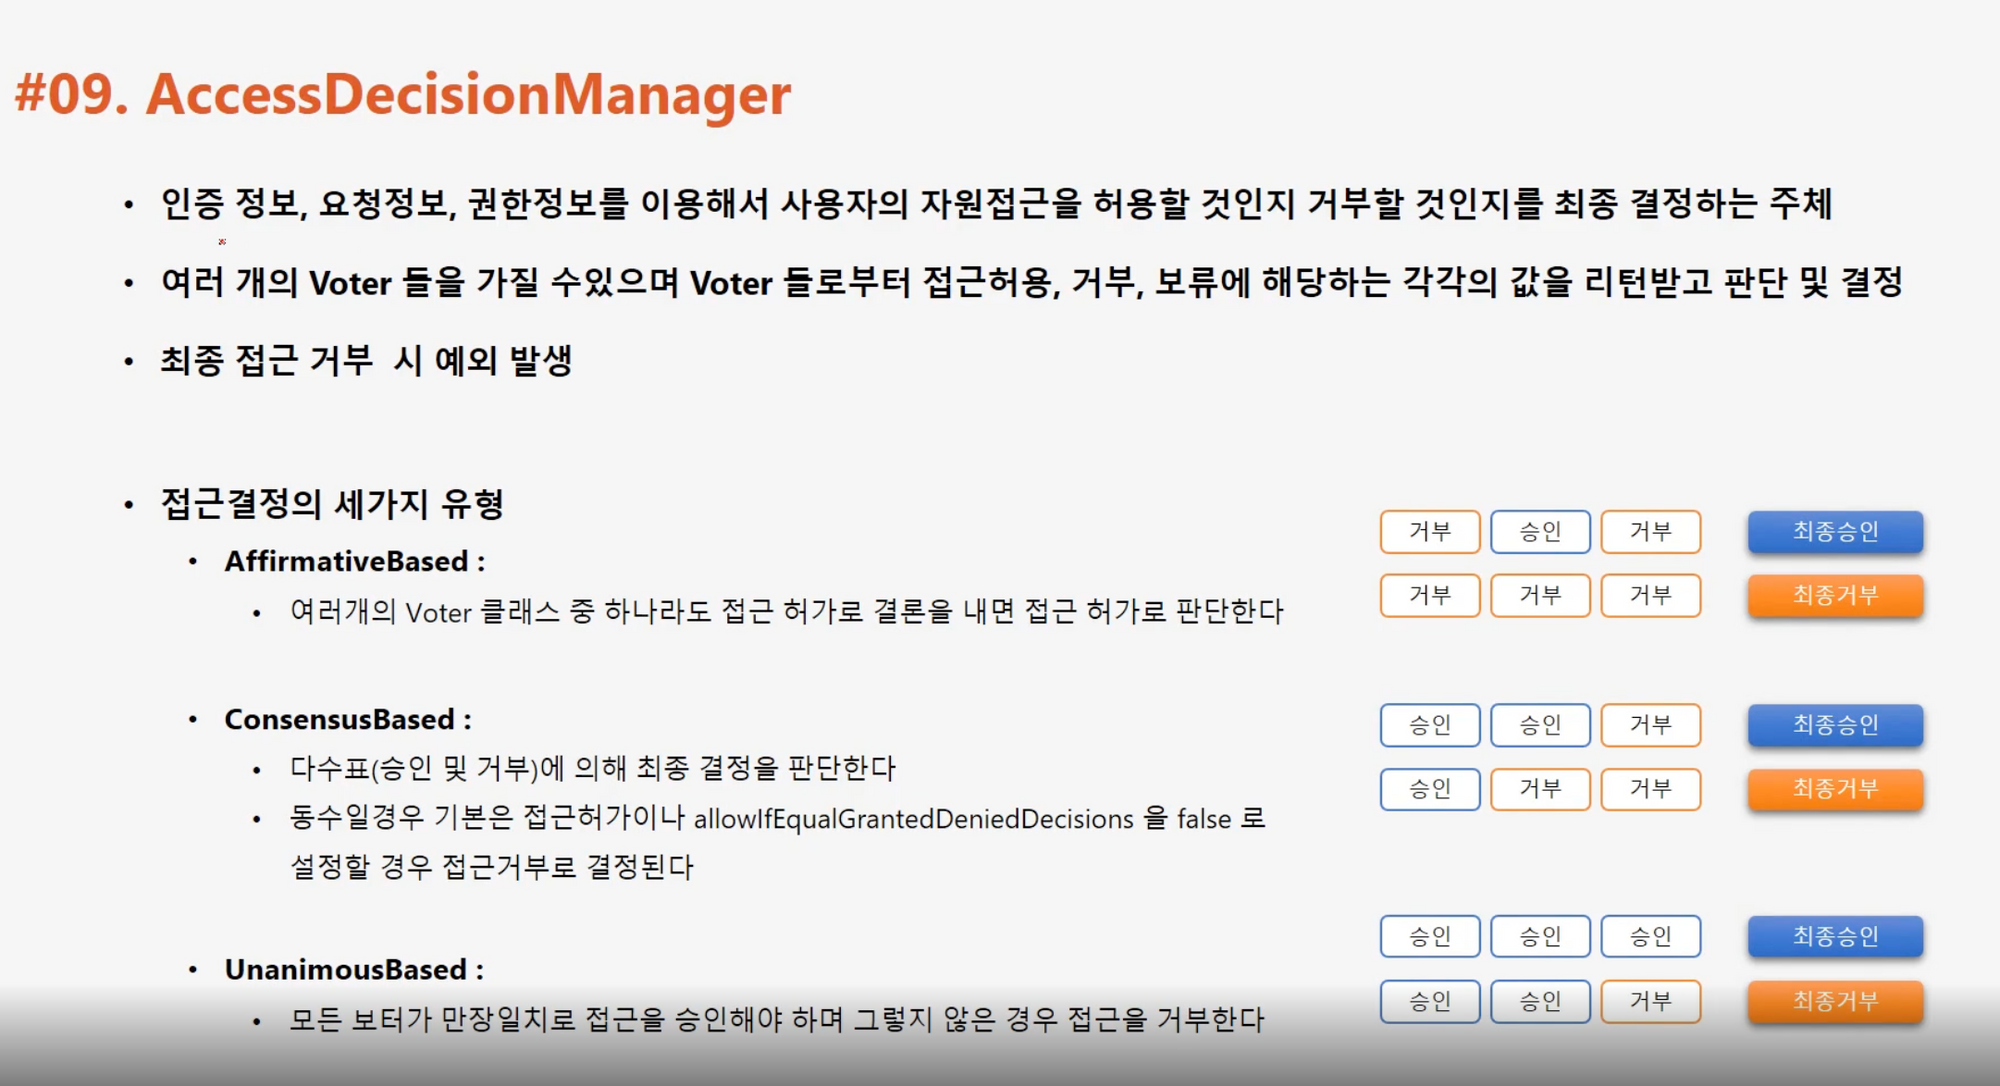 #09. AccessDecisionManager
• 인증 정보, 요청정보, 권한정보를 이용해서 사용자의 자원접근을 허용할 것인지 거부할 것인지를 최종 결정하는 주체
• 여러 개의 Voter 들을 가질 수있으며 Voter 들로부터 접근허용, 거부, 보류에 해당하는 각각의 값을 리턴받고 판단 및 결정
• 최종 접근 거부 시 예외 발생
• 접근결정의 세가지 유형
• AffirmativeBased :
• 여러개의 Voter 클래스 중 하나라도 접근 허가로 결론을 내면 접근 허가로 판단한다
거부 승인 거부 최종승인
거부 거부 거부 최종거부
• ConsensusBased :
• 다수표(승인 및 거부)에 의해 최종 결정을 판단한다
• 동수일경우 기본은 접근허가이나 allowIfEqualGrantedDeniedDecisions 을 false 로
설정할 경우 접근거부로 결정된다
승인 승인 거부 최종승인
승인 거부 거부 최종거부
• UnanimousBased :
• 모든 보터가 만장일치로 접근을 승인해야 하며 그렇지 않은 경우 접근을 거부한다
승인 승인 승인 최종승인
승인 승인 거부 최종거부